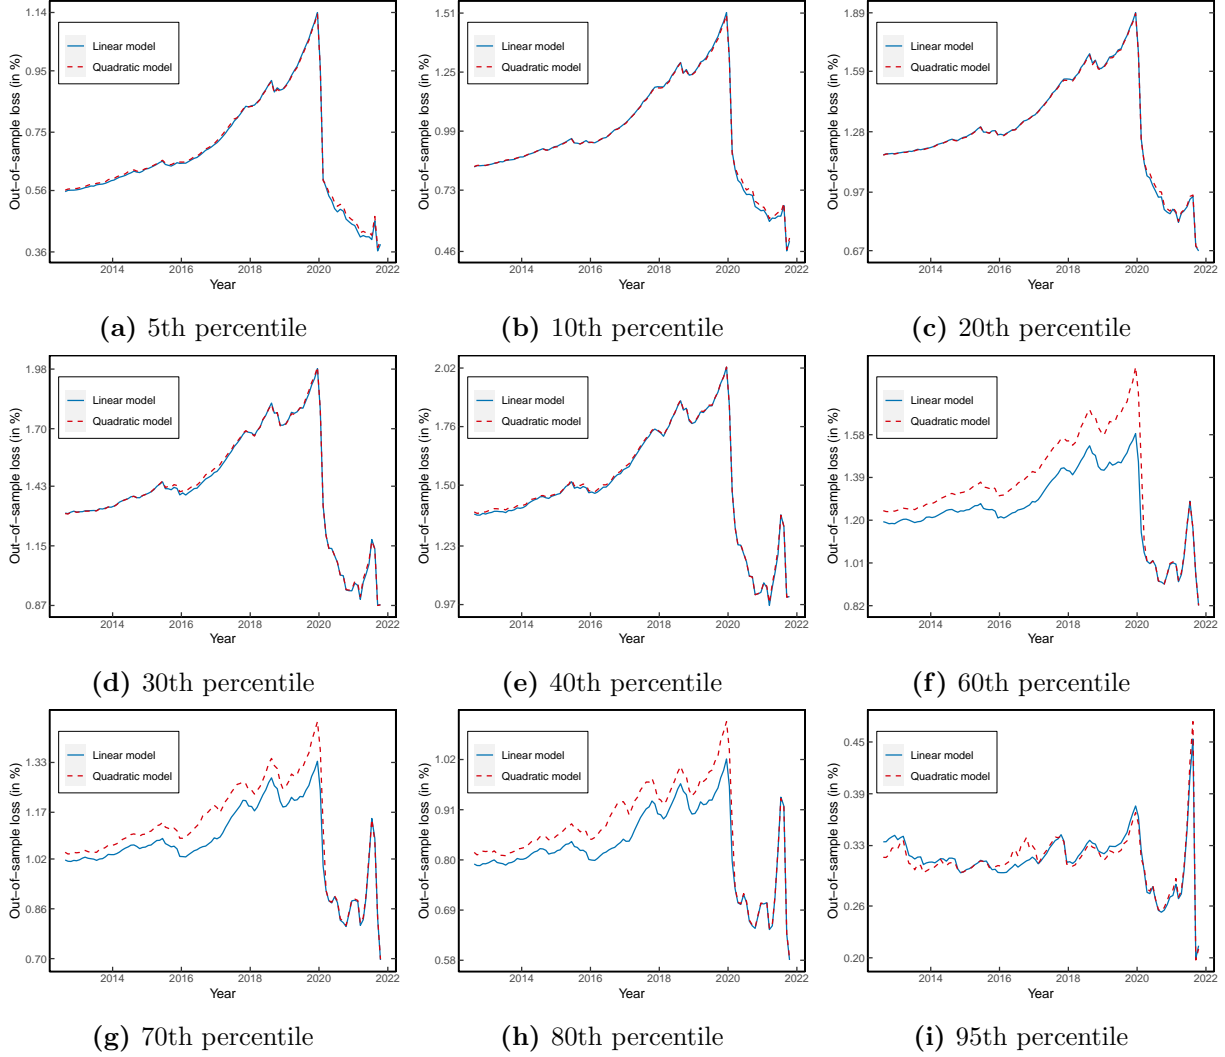 Out-of-sample loss (in %)
1.14
0.95
0.75
0.56
0.36
Linear model
Quadratic model
2014 2016 2018 2020 2022
Year
(a) 5th percentile
Out-of-sample loss (in %)
1.51
1.25
0.99
0.73
0.46
Linear model
Quadratic model
2014 2016 2018 2020 2022
Year
(b) 10th percentile
Out-of-sample loss (in %)
1.89
1.59
1.28
0.97
0.67
Linear model
Quadratic model
2014 2016 2018 2020 2022
Year
(c) 20th percentile
Out-of-sample loss (in %)
1.98
1.70
1.43
1.15
0.87
Linear model
Quadratic model
2014 2016 2018 2020 2022
Year
(d) 30th percentile
Out-of-sample loss (in %)
2.02
1.76
1.50
1.23
0.97
Linear model
Quadratic model
2014 2016 2018 2020 2022
Year
(e) 40th percentile
Out-of-sample loss (in %)
1.58
1.39
1.20
1.01
0.82
Linear model
Quadratic model
2014 2016 2018 2020 2022
Year
(f) 60th percentile
Out-of-sample loss (in %)
1.33
1.17
1.02
0.86
0.70
Linear model
Quadratic model
2014 2016 2018 2020 2022
Year
(g) 70th percentile
Out-of-sample loss (in %)
1.02
0.91
0.80
0.69
0.58
Linear model
Quadratic model
2014 2016 2018 2020 2022
Year
(h) 80th percentile
Out-of-sample loss (in %)
0.45
0.39
0.33
0.26
0.20
Linear model
Quadratic model
2014 2016 2018 2020 2022
Year
(i) 95th percentile